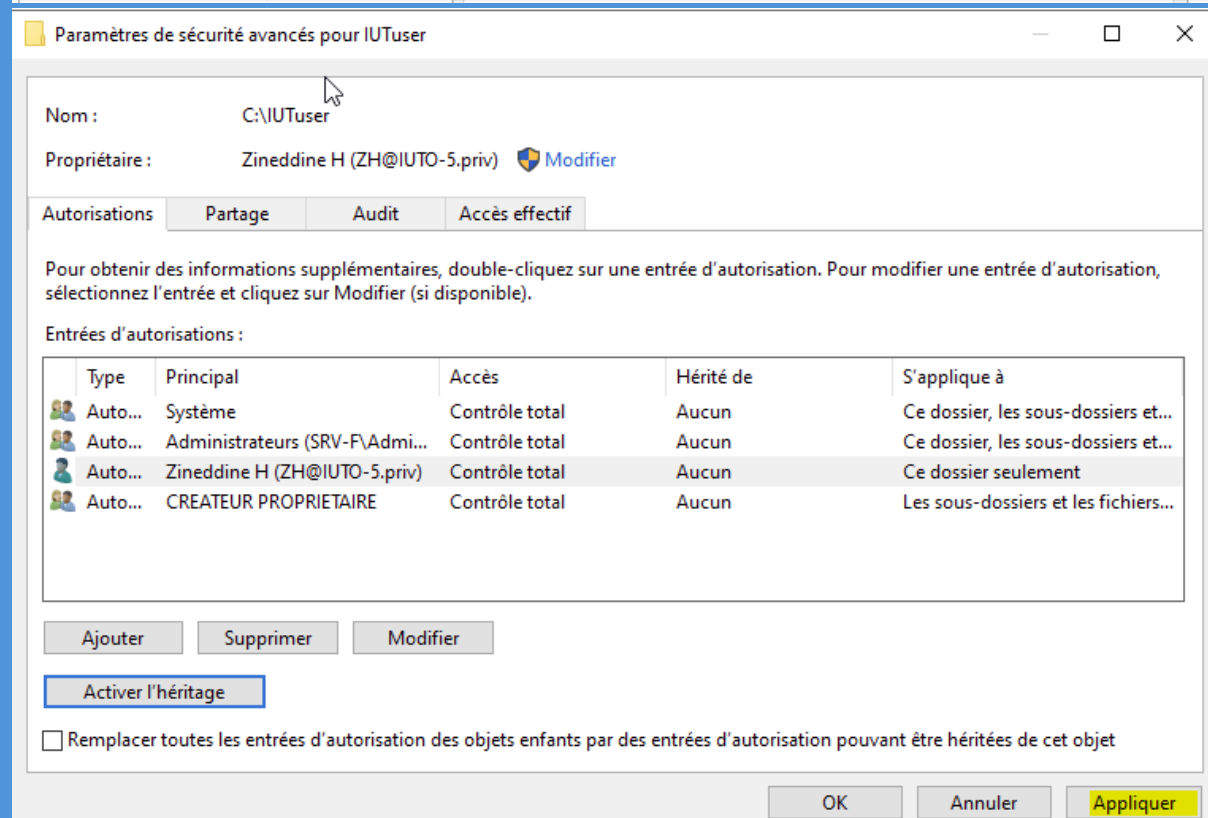 Paramètres de sécurité avancés pour IUTuser
Nom : C:\IUTuser
Propriétaire : Zineddine H (ZH@IUTO-5.priv) Modifier
Autorisations Partage Audit Accès effectif
Pour obtenir des informations supplémentaires, double-cliquez sur une entrée d'autorisation. Pour modifier une entrée d'autorisation,
sélectionnez l'entrée et cliquez sur Modifier (si disponible).
Entrées d'autorisations :
Type Principal Accès Hérité de S'applique à
Auto... Système Contrôle total Aucun Ce dossier, les sous-dossiers et...
Auto... Administrateurs (SRV-F\Admi... Contrôle total Aucun Ce dossier, les sous-dossiers et...
Auto... Zineddine H (ZH@IUTO-5.priv) Contrôle total Aucun Ce dossier seulement
Auto... CREATEUR PROPRIETAIRE Contrôle total Aucun Les sous-dossiers et les fichiers...
Ajouter Supprimer Modifier
Activer l'héritage
Remplacer toutes les entrées d'autorisation des objets enfants par des entrées d'autorisation pouvant être héritées de cet objet
OK Annuler Appliquer